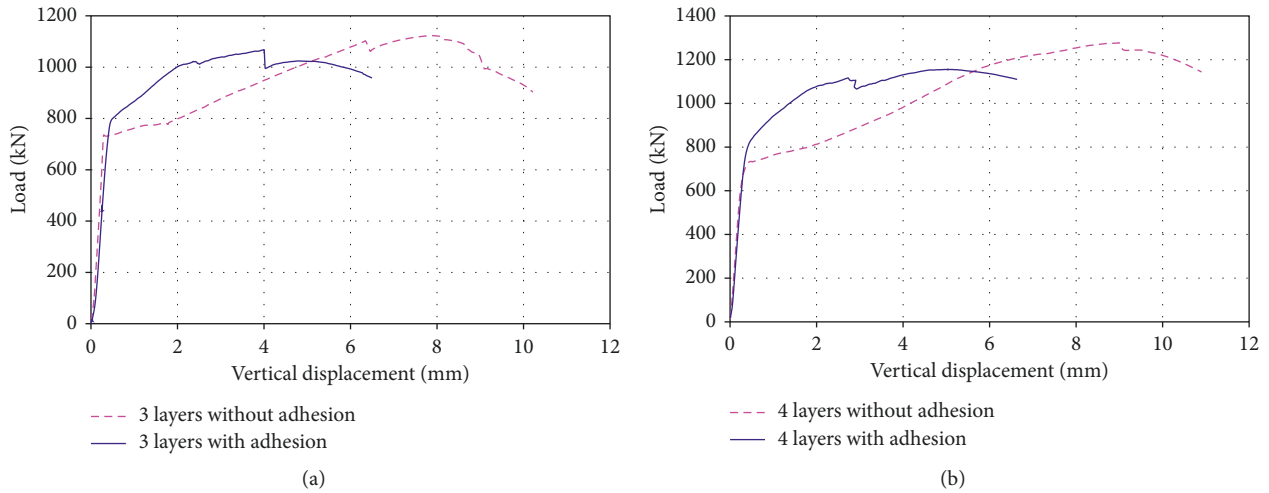 1200
1000
800
600
400
200
0
Load (kN)
0 2 4 6 8 10 12
Vertical displacement (mm)
3 layers without adhesion
3 layers with adhesion
(a)
1400
1200
1000
800
600
400
200
0
Load (kN)
0 2 4 6 8 10 12
Vertical displacement (mm)
4 layers without adhesion
4 layers with adhesion
(b)